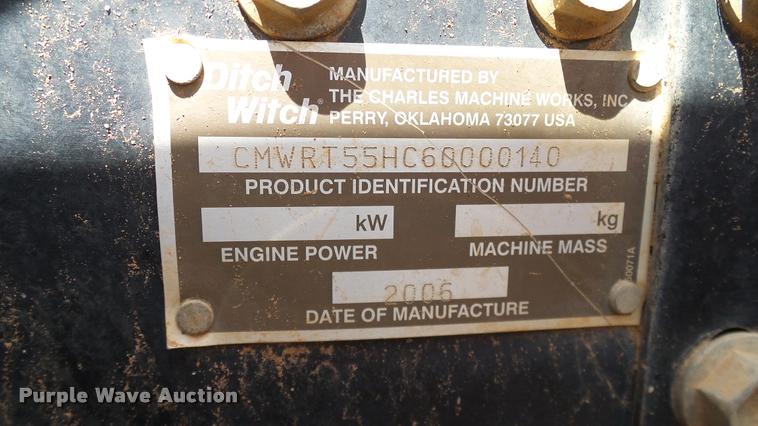 Ditch
Witch®
MANUFACTURED BY
THE CHARLES MACHINE WORKS, INC
PERRY, OKLAHOMA 73077 USA
CMWRT55HC60000140
PRODUCT IDENTIFICATION NUMBER
kW
kg
ENGINE POWER
MACHINE MASS
2006
DATE OF MANUFACTURE
Purple Wave Auction